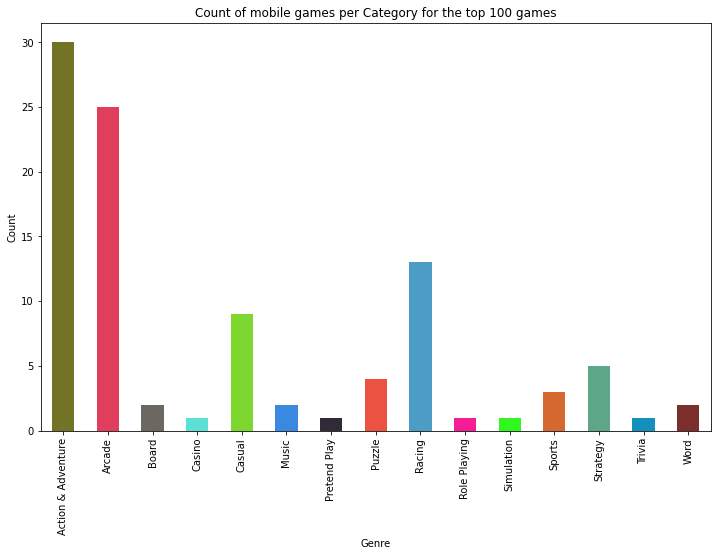 Count of mobile games per Category for the top 100 games
30
25
20
15
10
5
0
Count
Action & Adventure
Arcade
Board
Casino
Casual
Music
Pretend Play
Puzzle
Racing
Role Playing
Simulation
Sports
Strategy
Trivia
Word
Genre